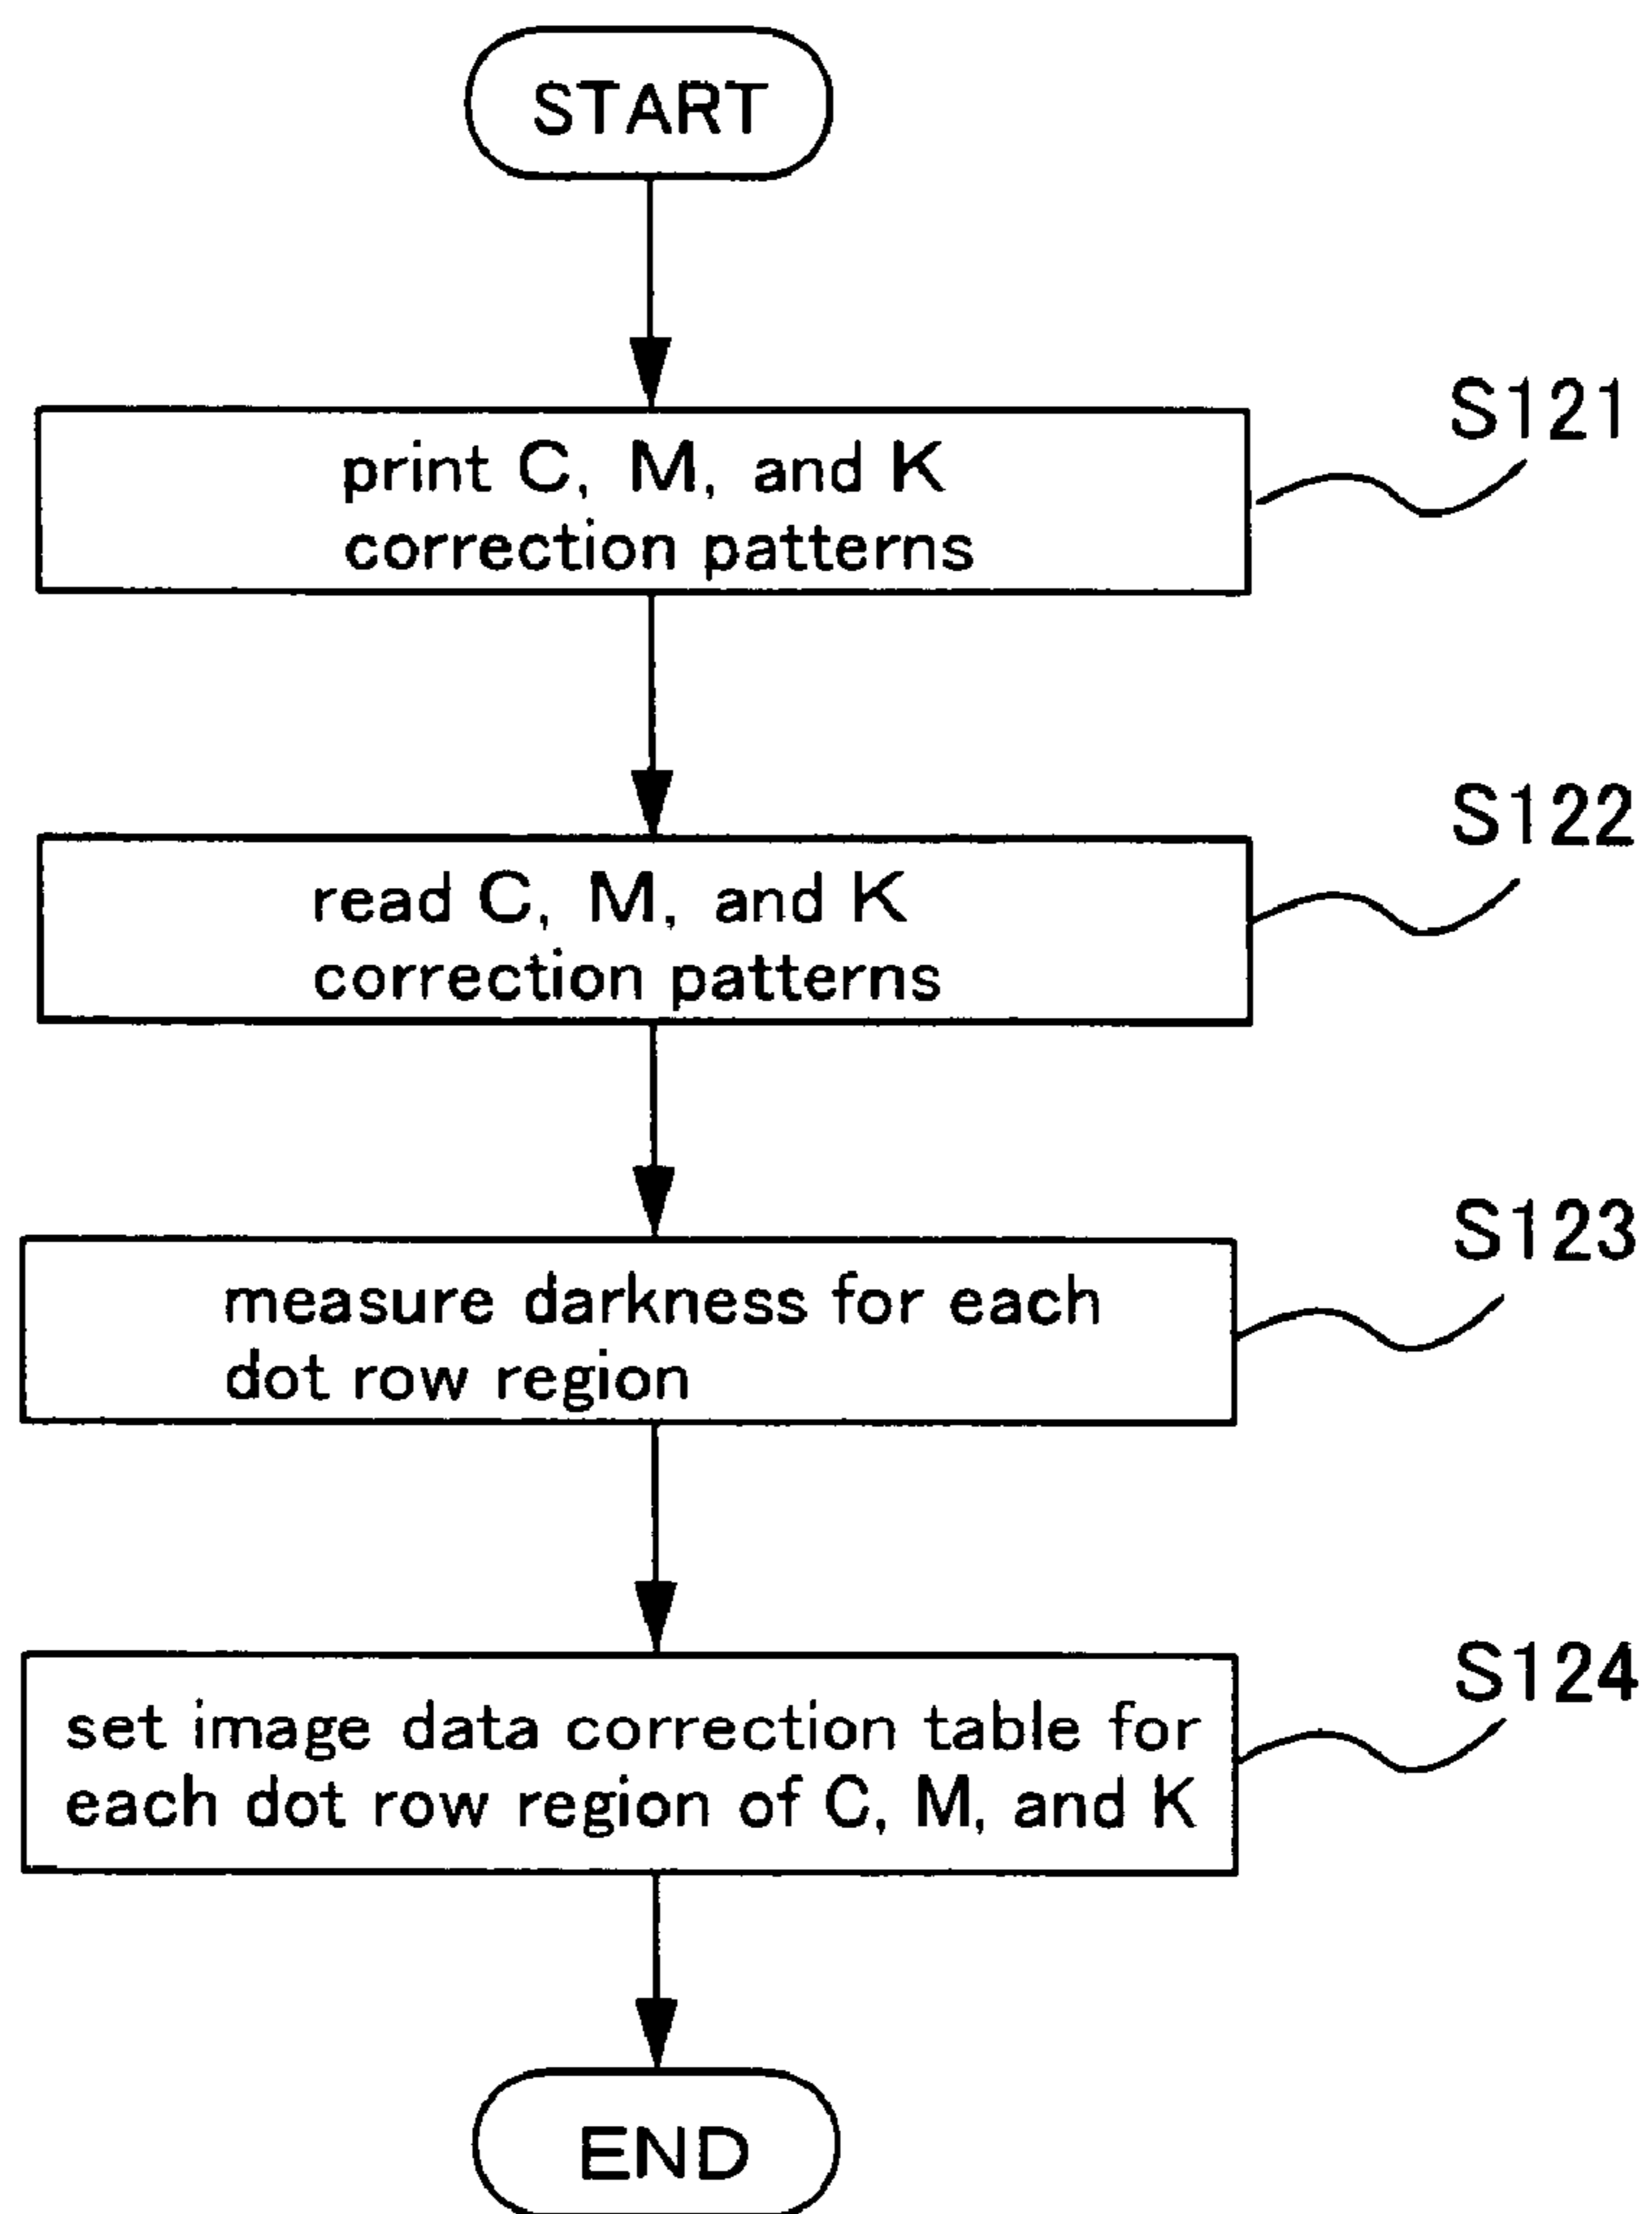 START
S121
print C, M, and K
correction patterns
S122
read C, M, and K
correction patterns
S123
measure darkness for each
dot row region
S124
set image data correction table for
each dot row region of C, M, and K
END